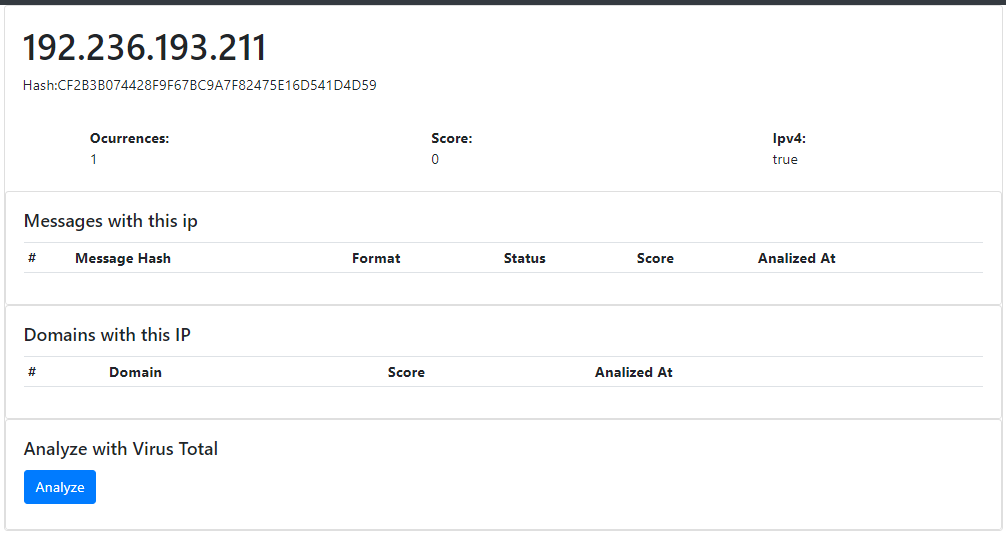 192.236.193.211
Hash:CF2B3B074428F9F67BC9A7F82475E16D541D4D59
Ocurrences: Score: Ipv4:
1 0 true
Messages with this ip
# Message Hash Format Status Score Analized At
Domains with this IP
# Domain Score Analized At
Analyze with Virus Total
Analyze